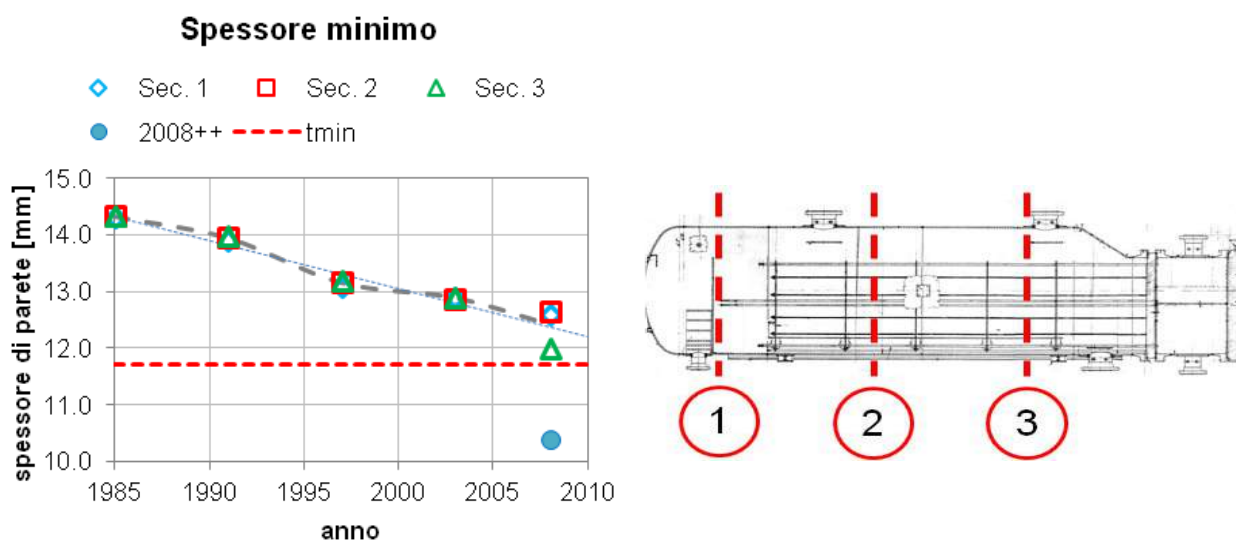 Spessore minimo
Sec. 1 Sec. 2 Sec. 3
2008++ tmin
spessore di parete [mm]
15.0
14.0
13.0
12.0
11.0
10.0
1985 1990 1995 2000 2005 2010
anno
1 2 3